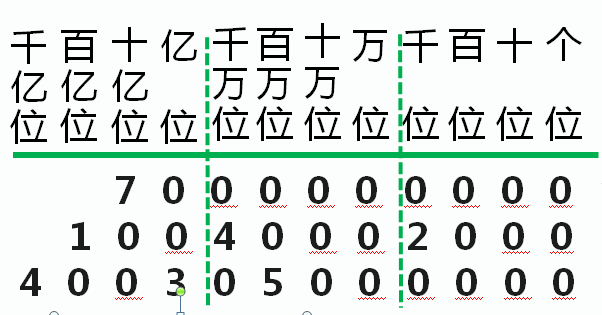 千 百 十 亿 千 百 十 万 千 百 十 个
亿 亿 亿 万 万 万
位 位 位 位 位 位 位 位 位 位 位 位
7 0 0 0 0 0 0 0 0 0
1 0 0 4 0 0 0 2 0 0 0
4 0 0 3 0 5 0 0 0 0 0 0